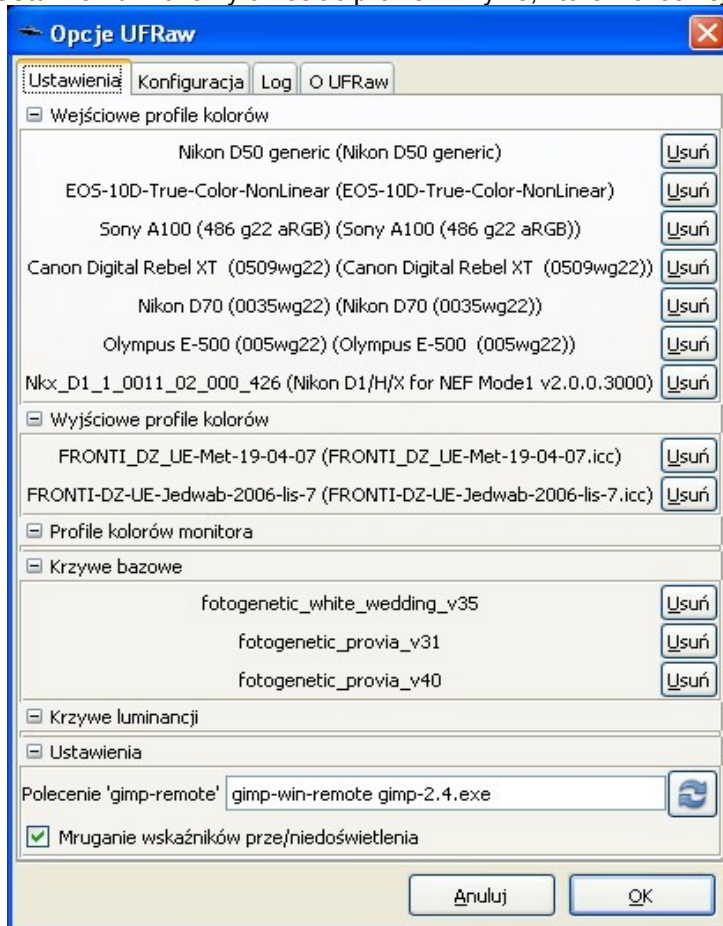 Opcje UFRaw
Ustawienia Konfiguracja Log O UFRaw
Wejściowe profile kolorów
Nikon D50 generic (Nikon D50 generic) Usuń
EOS-10D-True-Color-NonLinear (EOS-10D-True-Color-NonLinear) Usuń
Sony A100 (486 g22 aRGB) (Sony A100 (486 g22 aRGB)) Usuń
Canon Digital Rebel XT (0509wg22) (Canon Digital Rebel XT (0509wg22)) Usuń
Nikon D70 (0035wg22) (Nikon D70 (0035wg22)) Usuń
Olympus E-500 (005wg22) (Olympus E-500 (005wg22)) Usuń
Nkx_D1_1_0011_02_000_426 (Nikon D1/H/X for NEF Mode1 v2.0.0.3000) Usuń
Wyjściowe profile kolorów
FRONTI_DZ_UE-Met-19-04-07 (FRONTI_DZ_UE-Met-19-04-07.icc) Usuń
FRONTI-DZ-UE-Jedwab-2006-lis-7 (FRONTI-DZ-UE-Jedwab-2006-lis-7.icc) Usuń
Profile kolorów monitora
Krzywe bazowe
fotogenetic_white_wedding_v35 Usuń
fotogenetic_provia_v31 Usuń
fotogenetic_provia_v40 Usuń
Krzywe luminancji
Ustawienia
Polecenie 'gimp-remote' gimp-win-remote gimp-2.4.exe
Mruganie wskaźników prze/niedoświetlenia
Anuluj OK